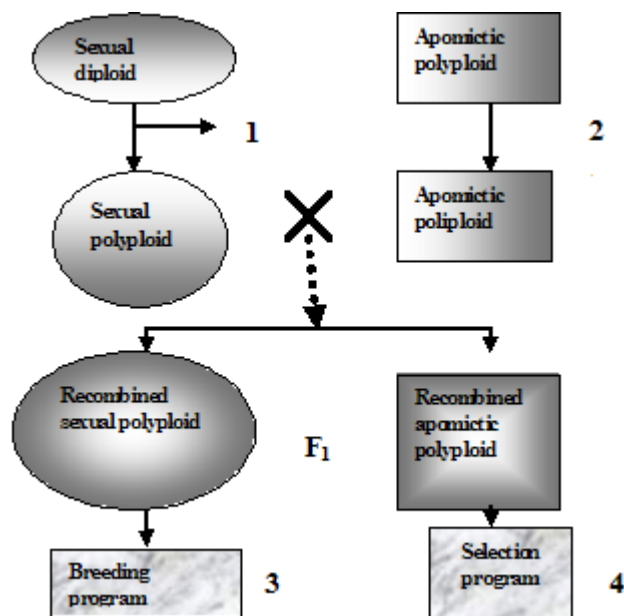 Sexual
diploid
Apomictic
polyploid
1
2
Sexual
polyploid
Apomictic
poliploid
Recombined
sexual polyploid
F1
Recombined
apomictic
polyploid
Breeding
program
3
Selection
program
4